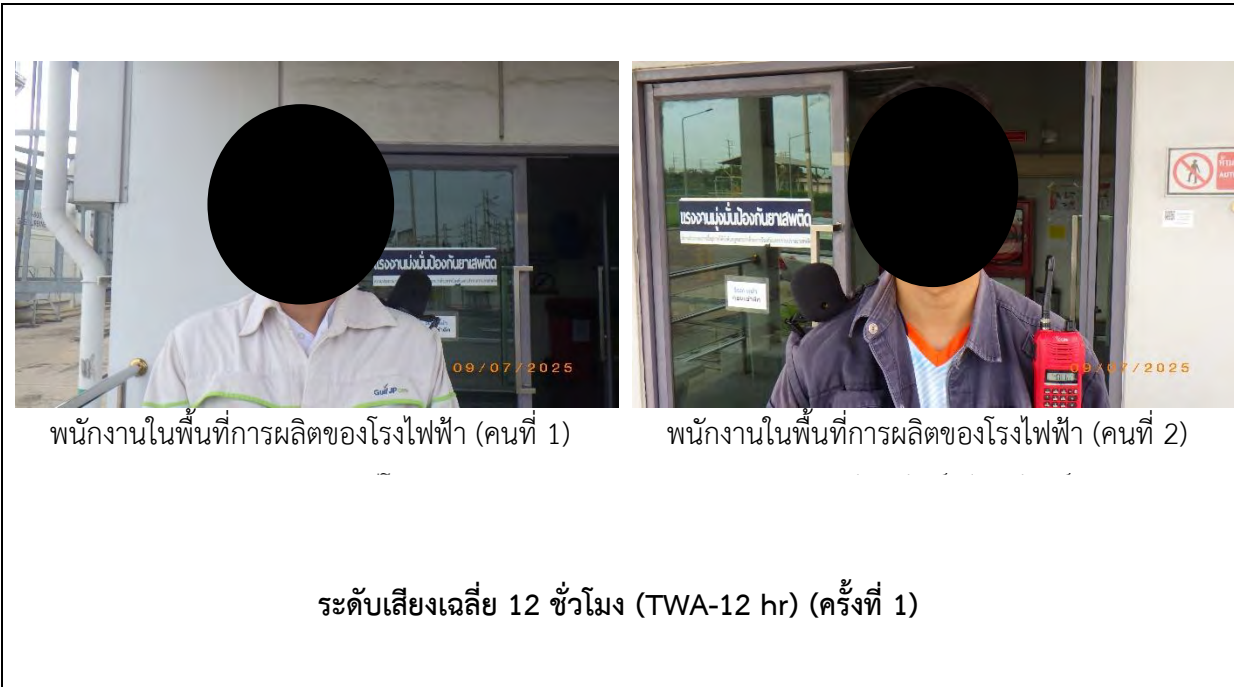 แรงงานมุ่งมั่นป้องกันยาเสพติด
Gulf JP
09/07/2025
แรงงานมุ่งมั่นป้องกันยาเสพติด
09/07/2025
พนักงานในพื้นที่การผลิตของโรงไฟฟ้า (คนที่ 1)
พนักงานในพื้นที่การผลิตของโรงไฟฟ้า (คนที่ 2)
ระดับเสียงเฉลี่ย 12 ชั่วโมง (TWA-12 hr) (ครั้งที่ 1)